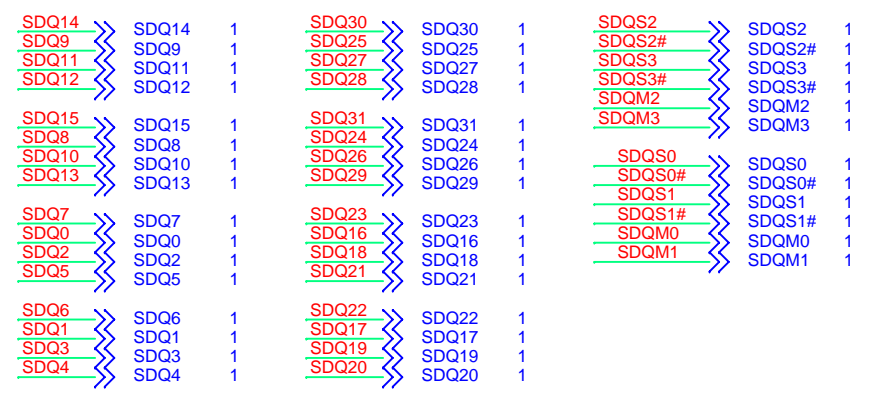 SDQ14 SDQ14 1
SDQ9 SDQ9 1
SDQ11 SDQ11 1
SDQ12 SDQ12 1
SDQ15 SDQ15 1
SDQ8 SDQ8 1
SDQ10 SDQ10 1
SDQ13 SDQ13 1
SDQ7 SDQ7 1
SDQ0 SDQ0 1
SDQ2 SDQ2 1
SDQ5 SDQ5 1
SDQ6 SDQ6 1
SDQ1 SDQ1 1
SDQ3 SDQ3 1
SDQ4 SDQ4 1
SDQ30 SDQ30 1
SDQ25 SDQ25 1
SDQ27 SDQ27 1
SDQ28 SDQ28 1
SDQ31 SDQ31 1
SDQ24 SDQ24 1
SDQ26 SDQ26 1
SDQ29 SDQ29 1
SDQ23 SDQ23 1
SDQ16 SDQ16 1
SDQ18 SDQ18 1
SDQ21 SDQ21 1
SDQ22 SDQ22 1
SDQ17 SDQ17 1
SDQ19 SDQ19 1
SDQ20 SDQ20 1
SDQS2 SDQS2 1
SDQS2# SDQS2# 1
SDQS3 SDQS3 1
SDQS3# SDQS3# 1
SDQM2 SDQM2 1
SDQM3 SDQM3 1
SDQS0 SDQS0 1
SDQS0# SDQS0# 1
SDQS1 SDQS1 1
SDQS1# SDQS1# 1
SDQM0 SDQM0 1
SDQM1 SDQM1 1